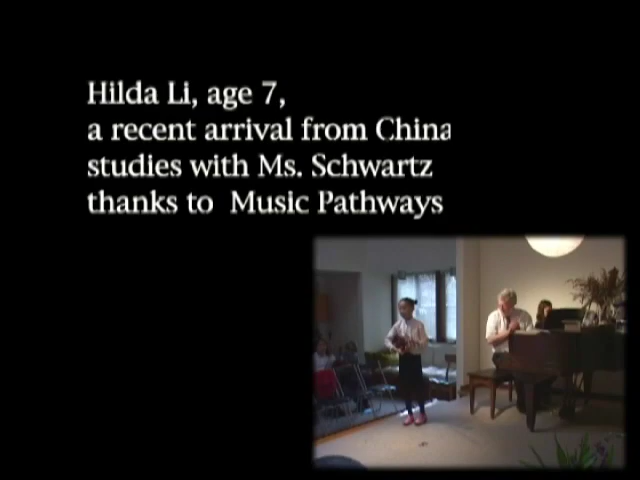 Hilda Li, age 7,
a recent arrival from China
studies with Ms. Schwartz
thanks to Music Pathways